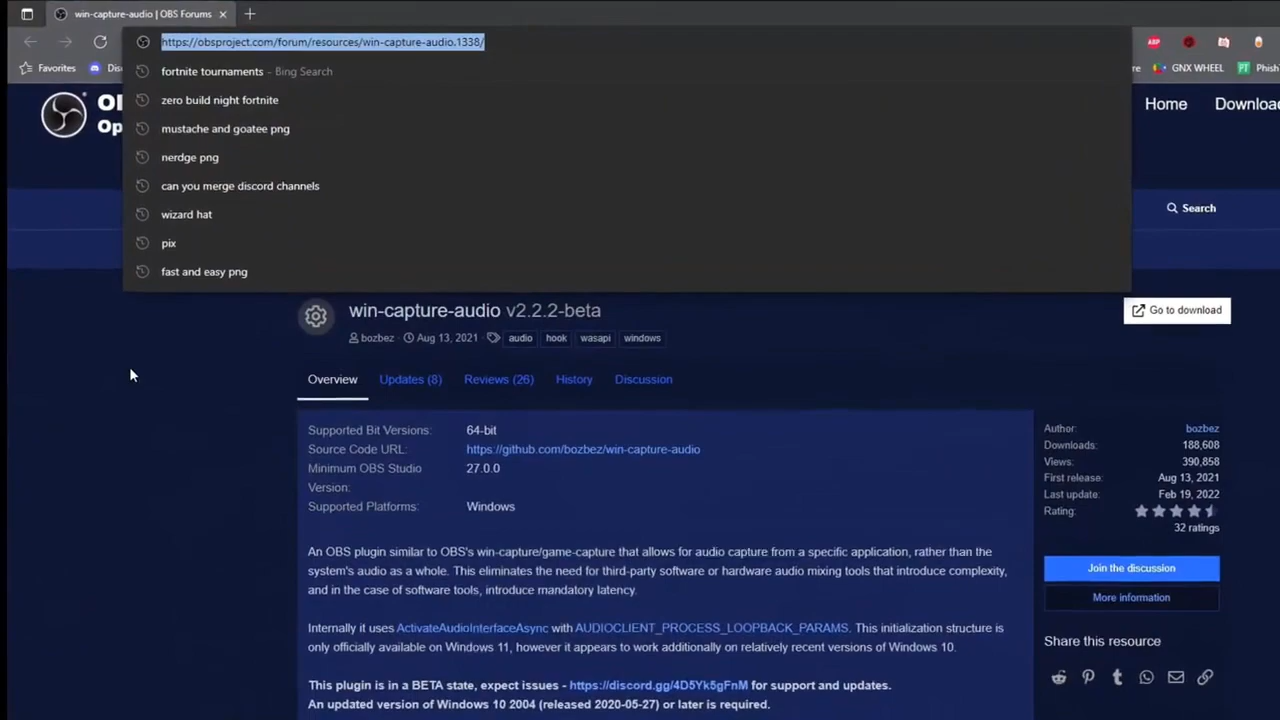 win-capture-audio | OBS Forums
https://obsproject.com/forum/resources/win-capture-audio.1338/
fortnite tournaments - Bing Search
zero build night fortnite
mustache and goatee png
nerdge png
can you merge discord channels
wizard hat
pix
fast and easy png
ABP
Favorites
GNX WHEEL
PT
Home
Search
win-capture-audio v2.2.2-beta
Go to download
bozbez Aug 13, 2021 audio hook wasapi windows
Overview Updates (8) Reviews (26) History Discussion
Supported Bit Versions: 64-bit
Source Code URL: https://github.com/bozbez/win-capture-audio
Minimum OBS Studio 27.0.0
Version:
Supported Platforms: Windows
An OBS plugin similar to OBS's win-capture/game-capture that allows for audio capture from a specific application, rather than the
system's audio as a whole. This eliminates the need for third-party software or hardware audio mixing tools that introduce complexity,
and in the case of software tools, introduce mandatory latency.
Internally it uses ActivateAudioInterfaceAsync with AUDIOCLIENT_PROCESS_LOOPBACK_PARAMS. This initialization structure is
only officially available on Windows 11, however it appears to work additionally on relatively recent versions of Windows 10.
This plugin is in a BETA state, expect issues - https://discord.gg/4D5Yk5gFnM for support and updates.
An updated version of Windows 10 2004 (released 2020-05-27) or later is required.
Author: bozbez
Downloads: 188,608
Views: 390,858
First release: Aug 13, 2021
Last update: Feb 19, 2022
Rating:
32 ratings
Join the discussion
More information
Share this resource